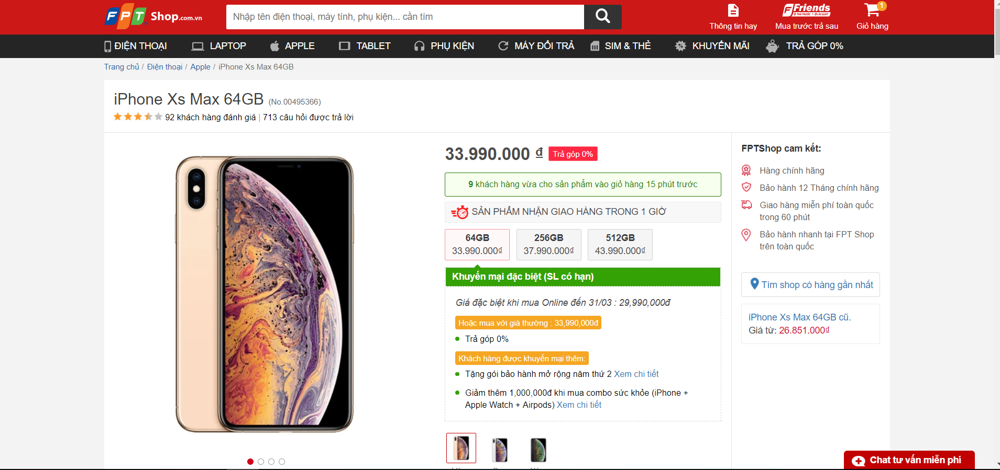 FPT Shop.com.vn
Nhập tên điện thoại, máy tính, phụ kiện... cần tìm
Thông tin hay
Friends
0 TRẢ TRƯỚC + 0 LÃI SUẤT
Mua trước trả sau
1
Giỏ hàng
ĐIỆN THOẠI
LAPTOP
APPLE
TABLET
PHỤ KIỆN
MÁY ĐỔI TRẢ
SIM & THẺ
KHUYẾN MÃI
TRẢ GÓP 0%
Trang chủ / Điện thoại / Apple / iPhone Xs Max 64GB
iPhone Xs Max 64GB (No.00495366)
92 khách hàng đánh giá | 713 câu hỏi được trả lời
33.990.000 ₫ Trả góp 0%
9 khách hàng vừa cho sản phẩm vào giỏ hàng 15 phút trước
SẢN PHẨM NHẬN GIAO HÀNG TRONG 1 GIỜ
64GB
33.990.000₫
256GB
37.990.000₫
512GB
43.990.000₫
Khuyến mại đặc biệt (SL có hạn)
Giá đặc biệt khi mua Online đến 31/03 : 29,990,000đ
Hoặc mua với giá thường : 33,990,000đ
Trả góp 0%
Khách hàng được khuyến mại thêm:
Tặng gói bảo hành mở rộng năm thứ 2 Xem chi tiết
Giảm thêm 1,000,000đ khi mua combo sức khỏe (iPhone +
Apple Watch + Airpods) Xem chi tiết
FPTShop cam kết:
Hàng chính hãng
Bảo hành 12 Tháng chính hãng
Giao hàng miễn phí toàn quốc
trong 60 phút
Bảo hành nhanh tại FPT Shop
trên toàn quốc
Tìm shop có hàng gần nhất
iPhone Xs Max 64GB cũ.
Giá từ: 26.851.000₫
Chat tư vấn miễn phí